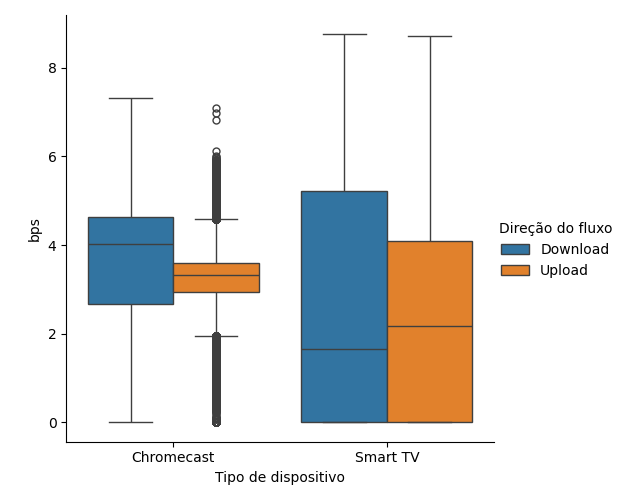 8
6
4
2
0
bps
Chromecast
Smart TV
Tipo de dispositivo
Direção do fluxo
Download
Upload